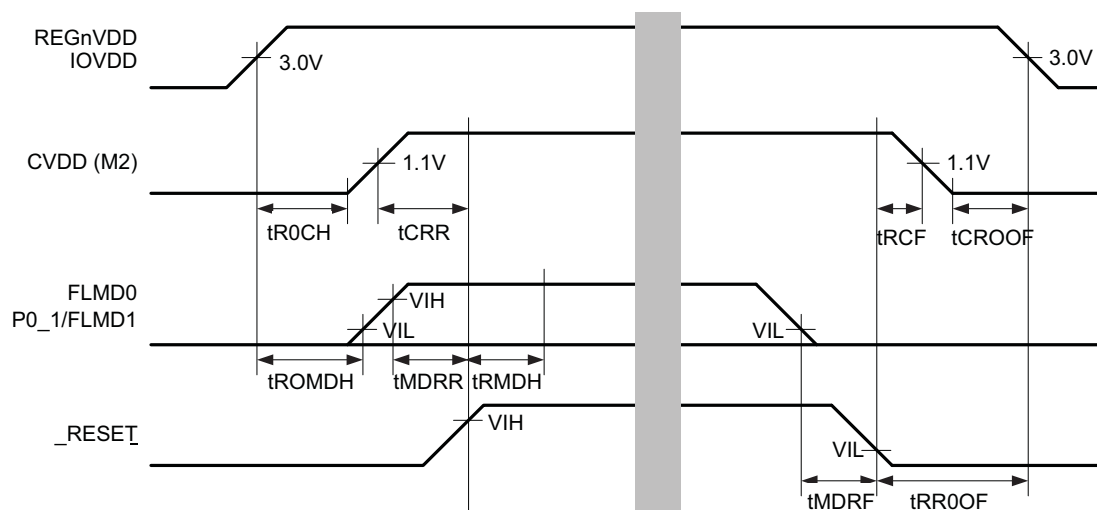 REGnVDD
IOVDD
3.0V
3.0V
CVDD (M2)
1.1V
1.1V
tR0CH
tCRR
tRCF
tCROOF
FLMD0
P0_1/FLMD1
VIH
VIL
VIL
tROMDH
tMDRR
tRMDH
_RESET
VIH
VIL
tMDRF
tRR0OF